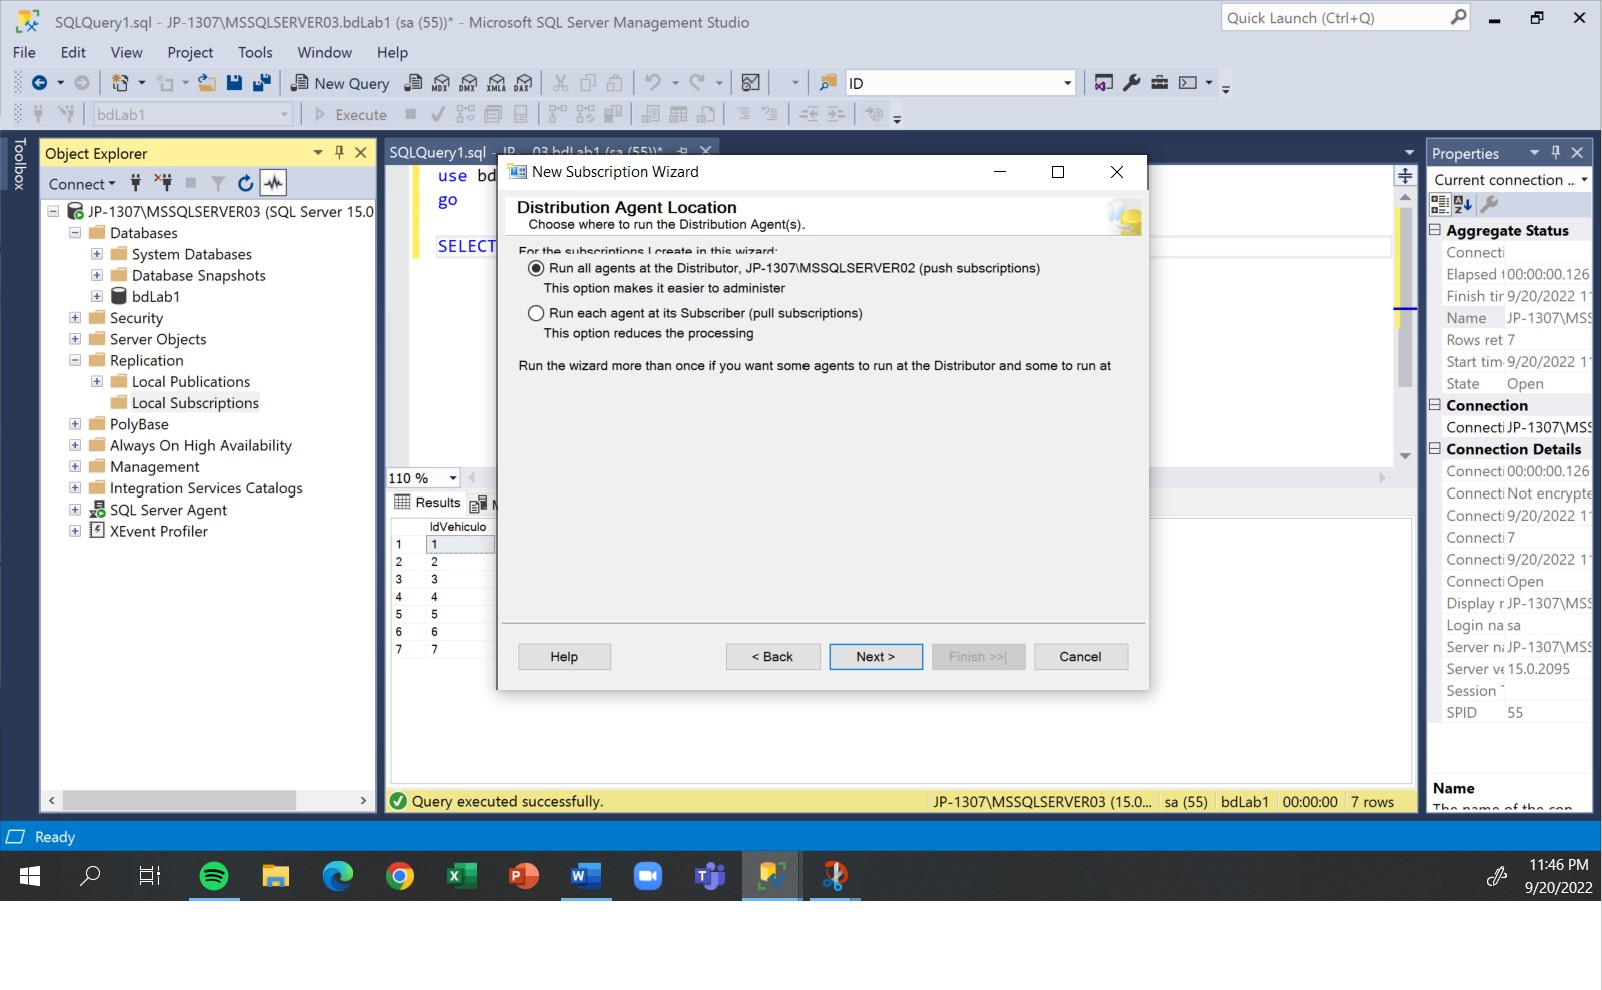 SQLQuery1.sql - JP-1307\MSSQLSERVER03.bdLab1 (sa (55))* - Microsoft SQL Server Management Studio
Quick Launch (Ctrl+Q)
File Edit View Project Tools Window Help
New Query MDX DMX XMLA DAX ID
bdLab1 Execute
Toolbox
Object Explorer
Connect
JP-1307\MSSQLSERVER03 (SQL Server 15.0
Databases
System Databases
Database Snapshots
bdLab1
Security
Server Objects
Replication
Local Publications
Local Subscriptions
PolyBase
Always On High Availability
Management
Integration Services Catalogs
SQL Server Agent
XEvent Profiler
SQLQuery1.sql - JP...03.bdLab1 (sa (55))*
use bd
go
SELECT
110 %
Results
IdVehiculo
1 1
2 2
3 3
4 4
5 5
6 6
7 7
New Subscription Wizard
Distribution Agent Location
Choose where to run the Distribution Agent(s).
For the subscriptions I create in this wizard:
Run all agents at the Distributor, JP-1307\MSSQLSERVER02 (push subscriptions)
This option makes it easier to administer
Run each agent at its Subscriber (pull subscriptions)
This option reduces the processing
Run the wizard more than once if you want some agents to run at the Distributor and some to run at
Help < Back Next > Finish >>| Cancel
Query executed successfully. JP-1307\MSSQLSERVER03 (15.0... sa (55) bdLab1 00:00:00 7 rows
Properties
Current connection ...
Aggregate Status
Connecti
Elapsed t 00:00:00.126
Finish tir 9/20/2022 1
Name JP-1307\MSS
Rows ret 7
Start tim 9/20/2022 1
State Open
Connection
Connecti JP-1307\MSS
Connection Details
Connecti 00:00:00.126
Connecti Not encrypte
Connecti 9/20/2022 1
Connecti 7
Connecti 9/20/2022 1
Connecti Open
Display r JP-1307\MSS
Login na sa
Server n JP-1307\MSS
Server ve 15.0.2095
Session
SPID 55
Name
The name of the con
Ready
11:46 PM
9/20/2022